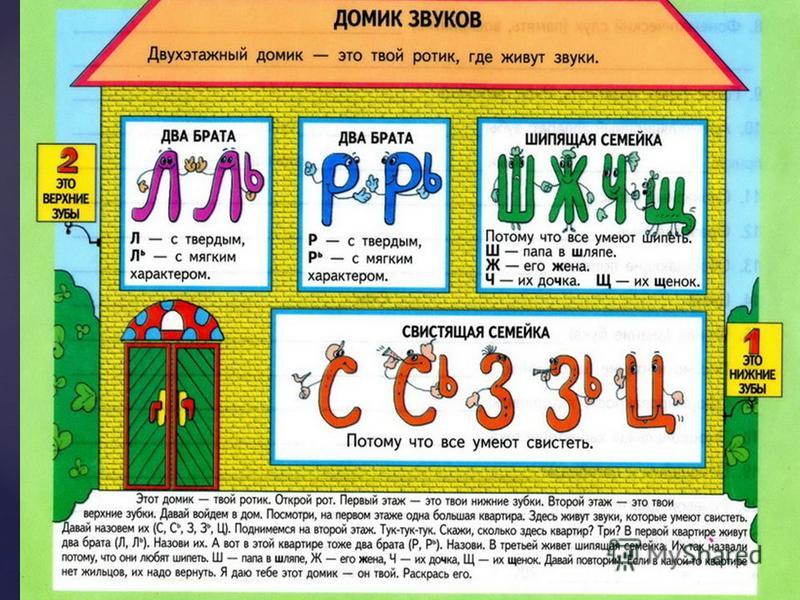 ДОМИК ЗВУКОВ
Двухэтажный домик — это твой ротик, где живут звуки.
2
ЭТО
ВЕРХНИЕ
ЗУБЫ
ДВА БРАТА
Л Ль
Л — с твердым,
Ль — с мягким
характером.
ДВА БРАТА
Р Рь
Р — с твердым,
Рь — с мягким
характером.
ШИПЯЩАЯ СЕМЕЙКА
Ш Ж Ч Щ
Потому что все умеют шипеть.
Ш — папа в шляпе.
Ж — его жена.
Ч — их дочка. Щ — их щенок.
СВИСТЯЩАЯ СЕМЕЙКА
С Сь З Зь Ц
Потому что все умеют свистеть.
1
ЭТО
НИЖНИЕ
ЗУБЫ
Этот домик — твой ротик. Открой рот. Первый этаж — это твои нижние зубки. Второй этаж — это твои
верхние зубки. Давай войдем в дом. Посмотри, на первом этаже одна большая квартира. Здесь живут звуки, которые умеют свистеть.
Давай назовем их (С, Сь, З, Зь, Ц). Поднимемся на второй этаж. Тук-тук-тук. Скажи, сколько здесь квартир? Три? В первой квартире живут
два брата (Л, Ль). Назови их. А вот в этой квартире тоже два брата (Р, Рь). Назови. В третьей живет шипящая семейка. Их так назвали
потому, что они любят шипеть. Ш — папа в шляпе, Ж — его жена, Ч — их дочка, Щ — их щенок. Давай повторим. Если в какой-то квартире
нет жильцов, их надо вернуть. Я даю тебе этот домик — он твой. Раскрась его.
MyShared